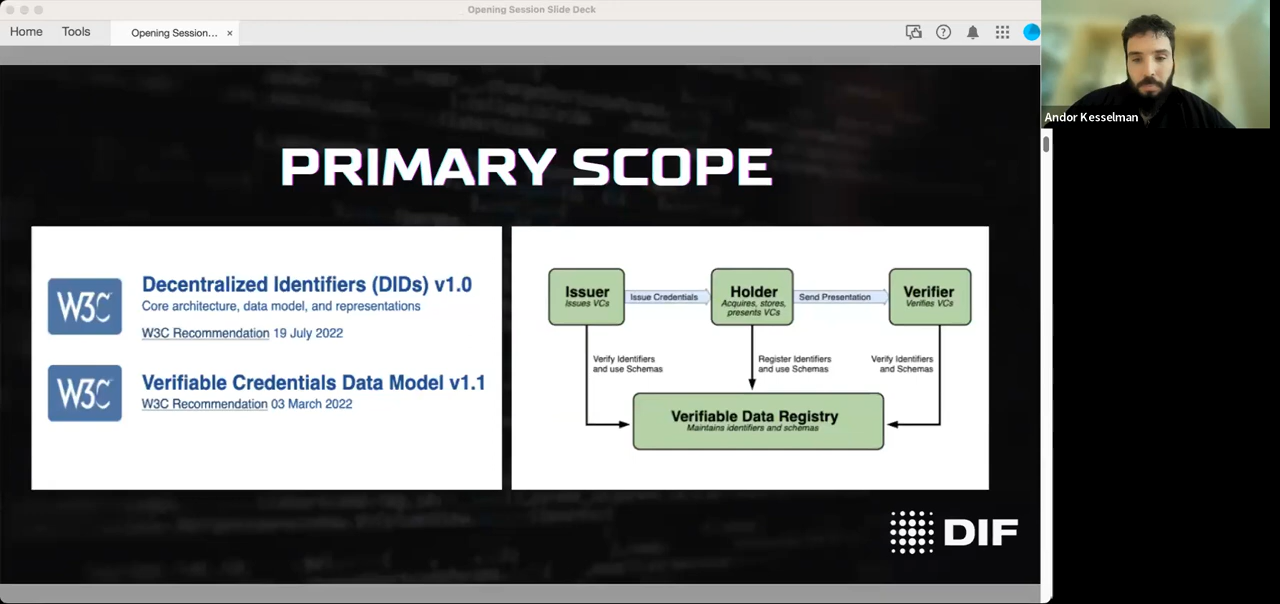 Opening Session Slide Deck
Home
Tools
Opening Session...
×
?
Andor Kesselman
PRIMARY SCOPE
W3C
Decentralized Identifiers (DIDs) v1.0
Core architecture, data model, and representations
W3C Recommendation 19 July 2022
W3C
Verifiable Credentials Data Model v1.1
W3C Recommendation 03 March 2022
Issuer
Issues VCs
Issue Credentials
Holder
Acquires, stores,
presents VCs
Send Presentation
Verifier
Verifies VCs
Verify Identifiers
and use Schemas
Register Identifiers
and use Schemas
Verify Identifiers
and Schemas
Verifiable Data Registry
Maintains identifiers and schemas
DIF